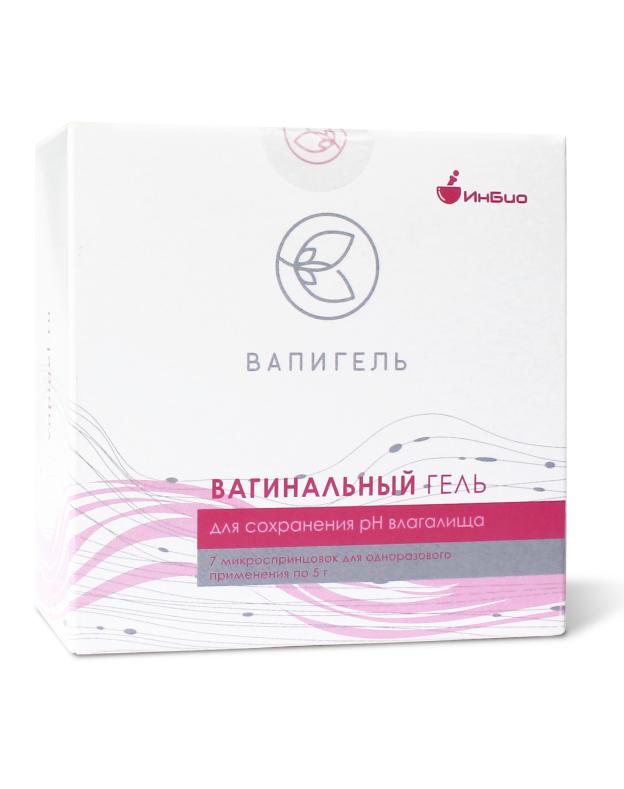 ИнБио
ВАПИГЕЛЬ
ВАГИНАЛЬНЫЙ ГЕЛЬ
для сохранения pH влагалища
7 микроспринцовок для одноразового
применения по 5 г